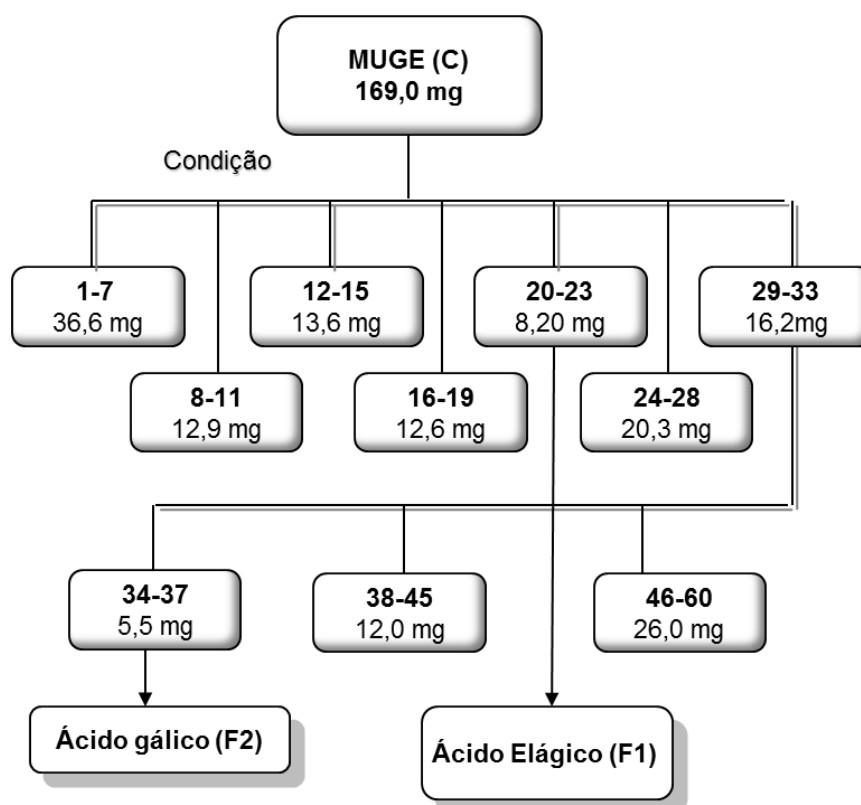 MUGE (C)
169,0 mg
Condição
1-7
36,6 mg
12-15
13,6 mg
20-23
8,20 mg
29-33
16,2mg
8-11
12,9 mg
16-19
12,6 mg
24-28
20,3 mg
34-37
5,5 mg
38-45
12,0 mg
46-60
26,0 mg
Ácido gálico (F2)
Ácido Elágico (F1)